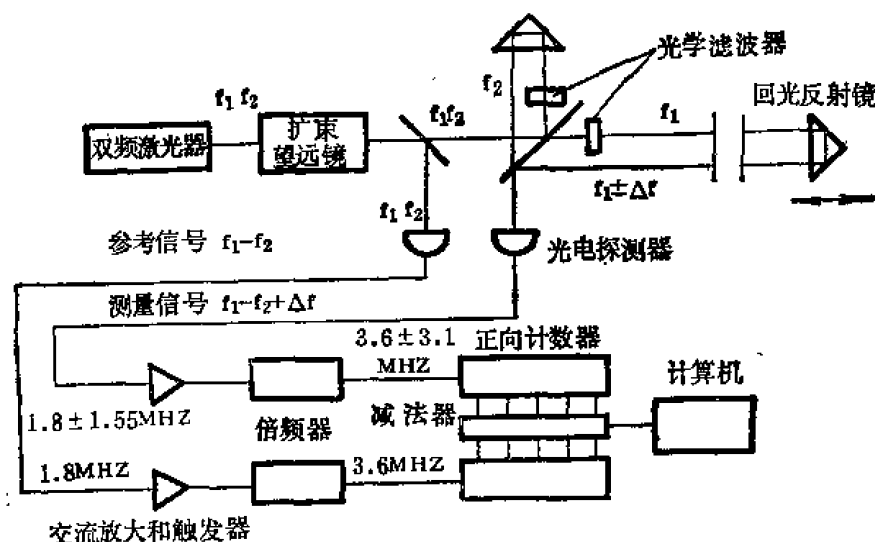 光学滤波器
f₂
f₁
回光反射镜
f₁ f₂
f₁f₂
双频激光器
扩束
望远镜
f₁±Δf
f₁ f₂
参考信号 f₁-f₂
光电探测器
测量信号 f₁-f₂+Δf
3.6±3.1
MHZ
正向计数器
计算机
减法器
1.8±1.55MHZ
倍频器
1.8MHZ
3.6MHZ
交流放大和触发器